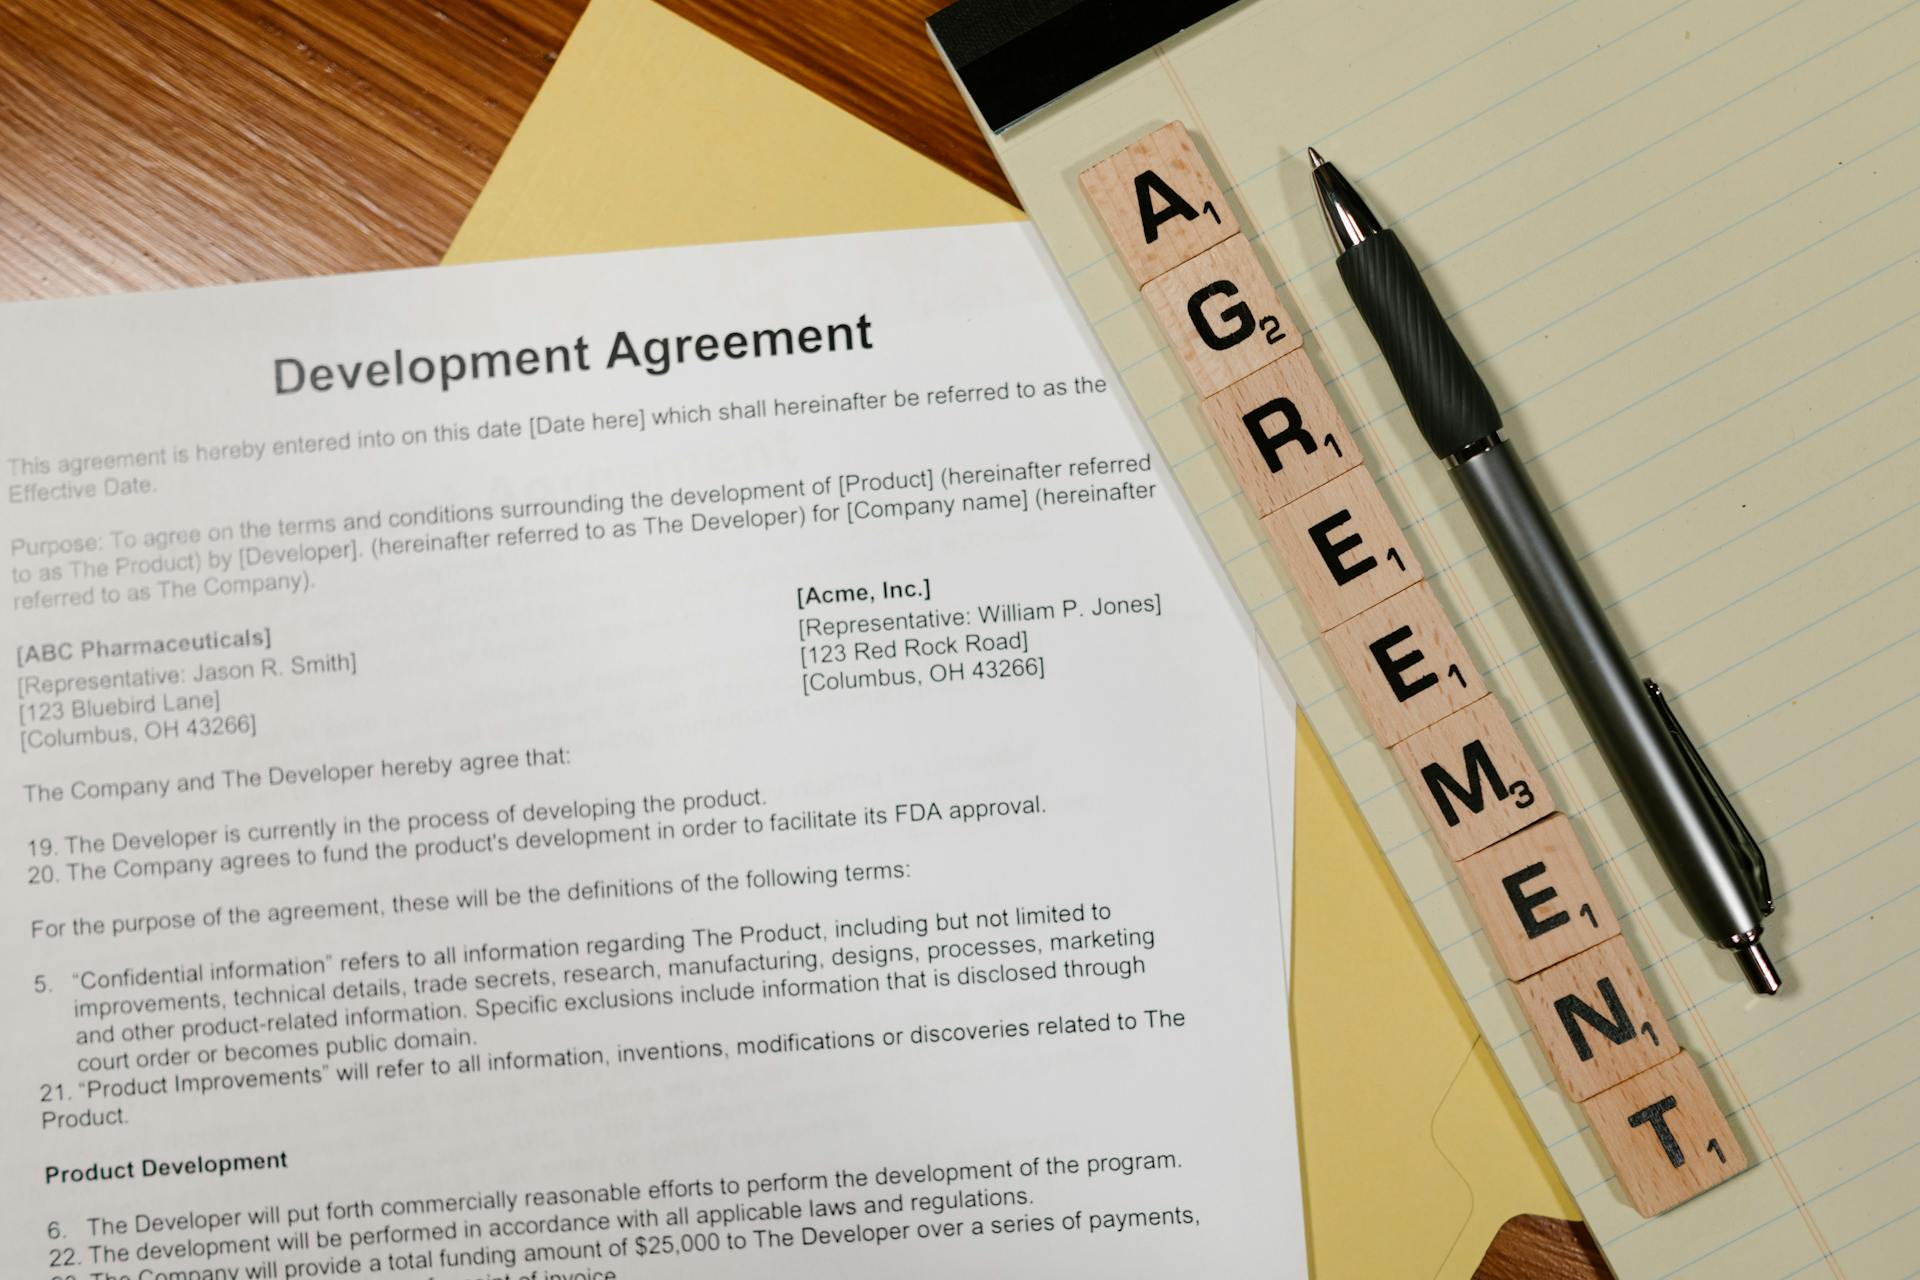 Development Agreement
This agreement is hereby entered into on this date [Date here] which shall hereinafter be referred to as the
Effective Date.
Purpose: To agree on the terms and conditions surrounding the development of [Product] (hereinafter referred
to as The Product) by [Developer]. (hereinafter referred to as The Developer) for [Company name] (hereinafter
referred to as The Company).
[ABC Pharmaceuticals]
[Representative: Jason R. Smith]
[123 Bluebird Lane]
[Columbus, OH 43266]
[Acme, Inc.]
[Representative: William P. Jones]
[123 Red Rock Road]
[Columbus, OH 43266]
The Company and The Developer hereby agree that:
19. The Developer is currently in the process of developing the product.
20. The Company agrees to fund the product's development in order to facilitate its FDA approval.
For the purpose of the agreement, these will be the definitions of the following terms:
5. “Confidential information” refers to all information regarding The Product, including but not limited to
improvements, technical details, trade secrets, research, manufacturing, designs, processes, marketing
and other product-related information. Specific exclusions include information that is disclosed through
court order or becomes public domain.
21. “Product Improvements” will refer to all information, inventions, modifications or discoveries related to The
Product.
Product Development
6. The Developer will put forth commercially reasonable efforts to perform the development of the program.
22. The development will be performed in accordance with all applicable laws and regulations.
The Company will provide a total funding amount of $25,000 to The Developer over a series of payments,
of invoice
A1
G2
R1
E1
E1
M3
E1
N1
T1